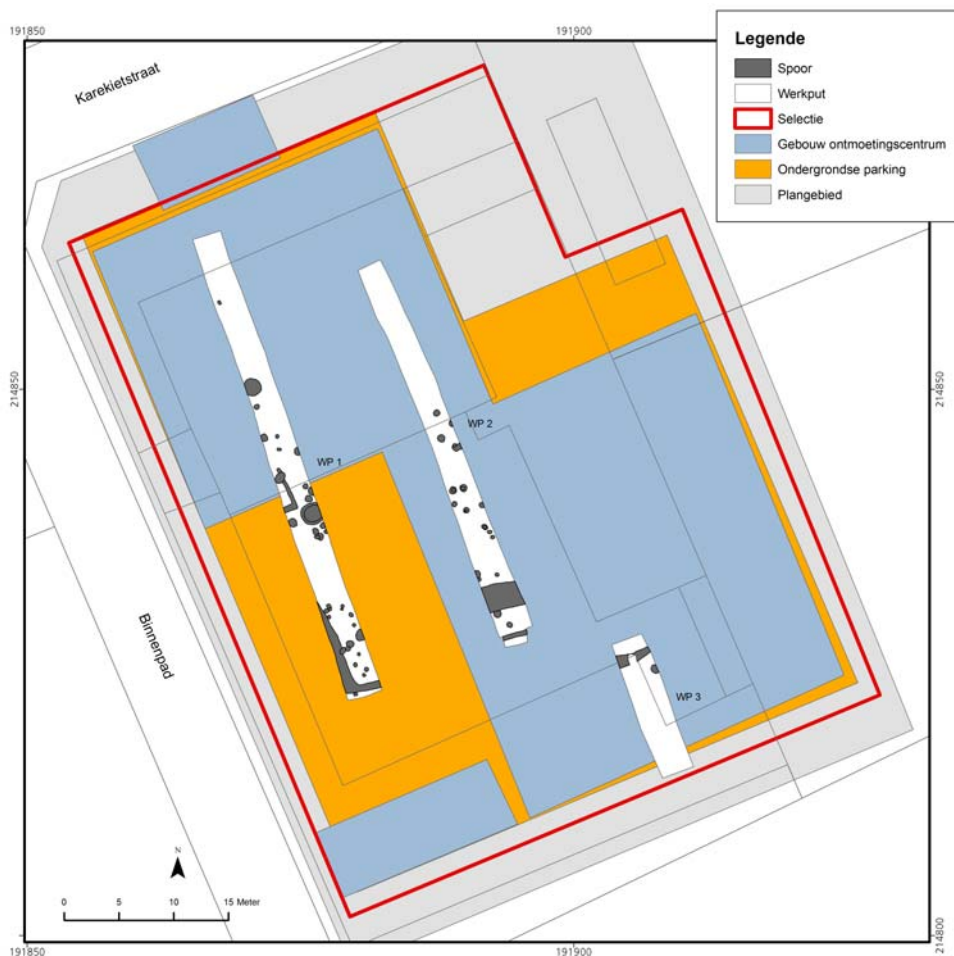 191850
191900
Legende
Spoor
Werkput
Selectie
Gebouw ontmoetingscentrum
Ondergrondse parking
Plangebied
Karekietstraat
214850
214850
WP 2
WP 1
Binnenpad
WP 3
N
0 5 10 15 Meter
214800
191850
191900